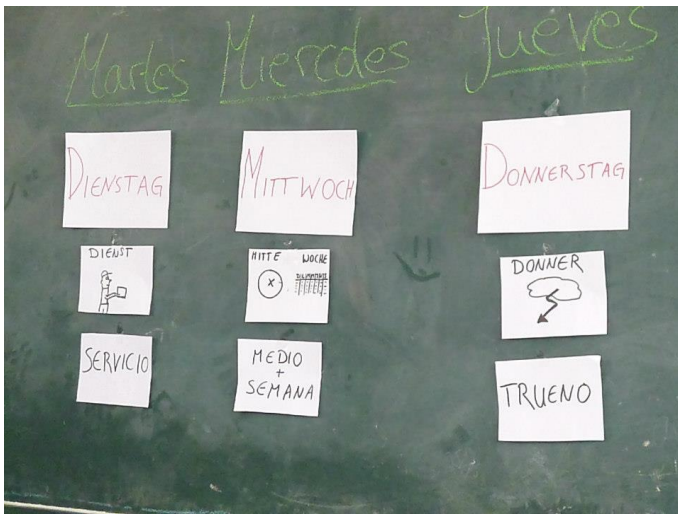 Martes Miercoles Jueves
DIENSTAG MITTWOCH DONNERSTAG
DIENST MITTE WOCHE DONNER
SERVICIO MEDIO + SEMANA TRUENO